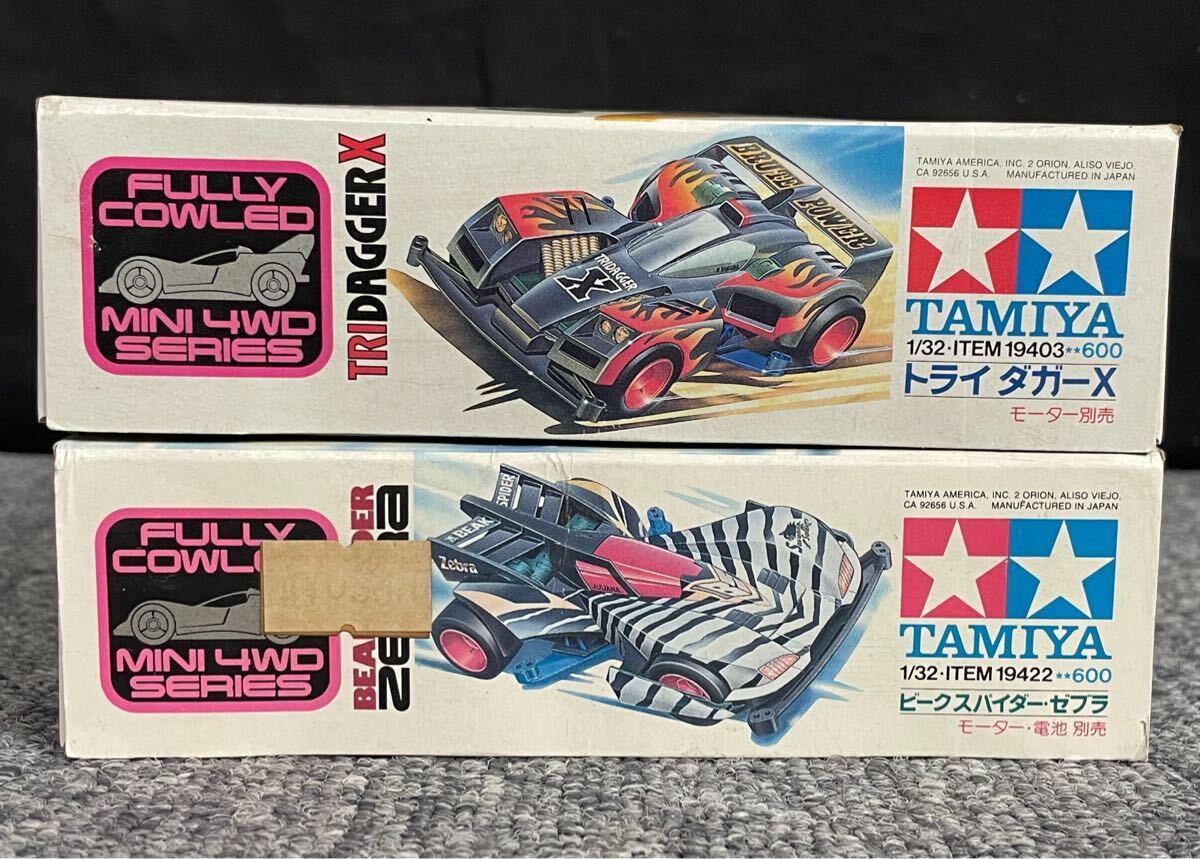 FULLY
COWLED
MINI 4WD
SERIES
TRIDAGGER X
BRUTE
POWER
TRIDAGGER
X
TAMIYA AMERICA, INC. 2 ORION, ALISO VIEJO,
CA 92656 U.S.A. MANUFACTURED IN JAPAN
TAMIYA
1/32・ITEM 19403**600
トライ ダガーX
モーター別売
FULLY
MINI 4WD
SERIES
SPIDER
*BEAK
Zebra
JULIANA
TAMIYA AMERICA, INC. 2 ORION, ALISO VIEJO,
CA 92656 U.S.A. MANUFACTURED IN JAPAN
TAMIYA
1/32・ITEM 19422**600
ビークスパイダー・ゼブラ
モーター・電池 別売